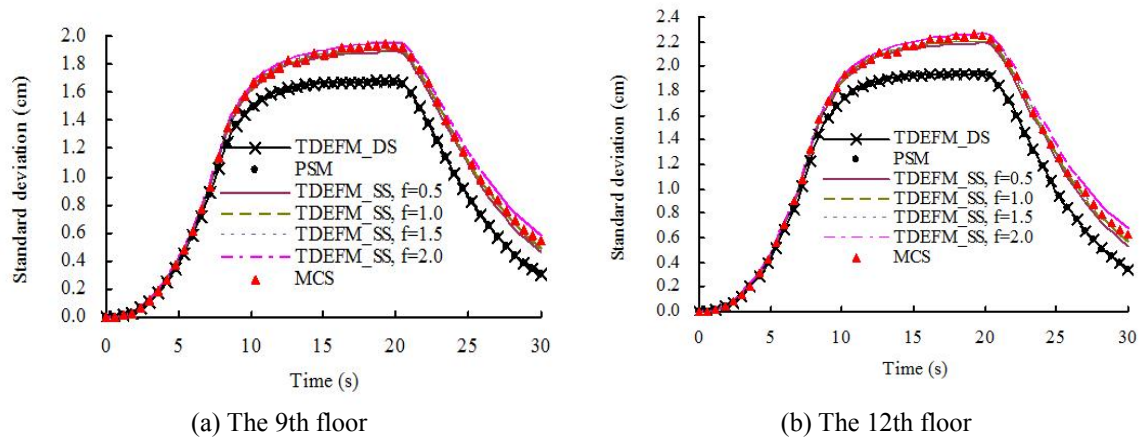 Standard deviation (cm)
2.0
1.8
1.6
1.4
1.2
1.0
0.8
0.6
0.4
0.2
0.0
TDEFM_DS
PSM
TDEFM_SS, f=0.5
TDEFM_SS, f=1.0
TDEFM_SS, f=1.5
TDEFM_SS, f=2.0
MCS
0 5 10 15 20 25 30
Time (s)
(a) The 9th floor
Standard deviation (cm)
2.4
2.2
2.0
1.8
1.6
1.4
1.2
1.0
0.8
0.6
0.4
0.2
0.0
TDEFM_DS
PSM
TDEFM_SS, f=0.5
TDEFM_SS, f=1.0
TDEFM_SS, f=1.5
TDEFM_SS, f=2.0
MCS
0 5 10 15 20 25 30
Time (s)
(b) The 12th floor